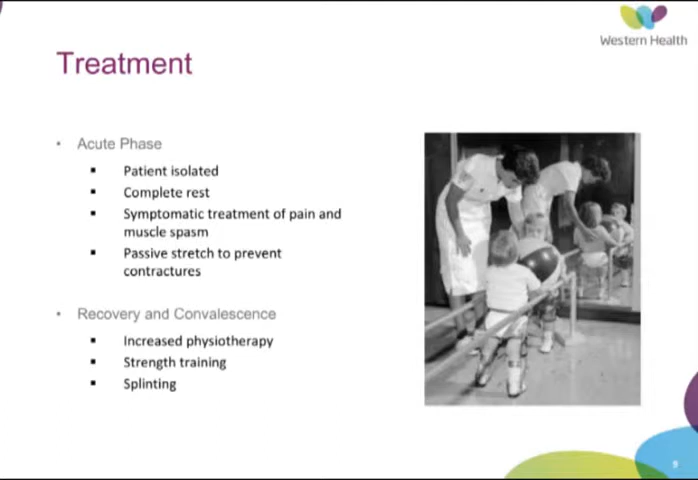 Western Health
Treatment
• Acute Phase
▪ Patient isolated
▪ Complete rest
▪ Symptomatic treatment of pain and
muscle spasm
▪ Passive stretch to prevent
contractures
• Recovery and Convalescence
▪ Increased physiotherapy
▪ Strength training
▪ Splinting
9